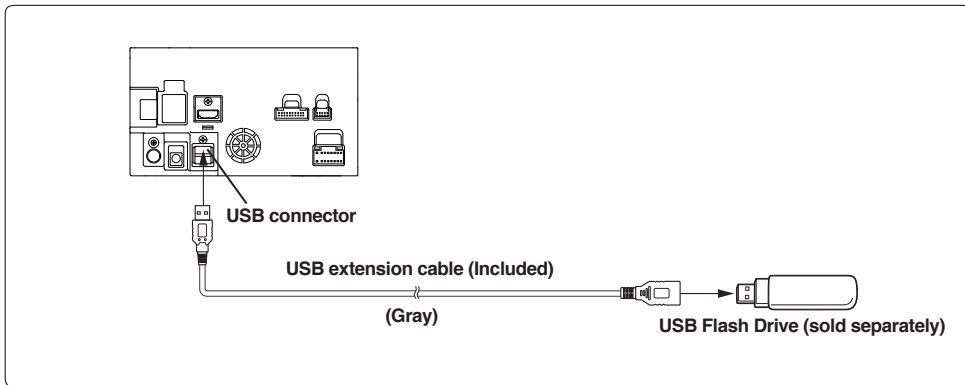 USB connector
USB extension cable (Included)
(Gray)
USB Flash Drive (sold separately)